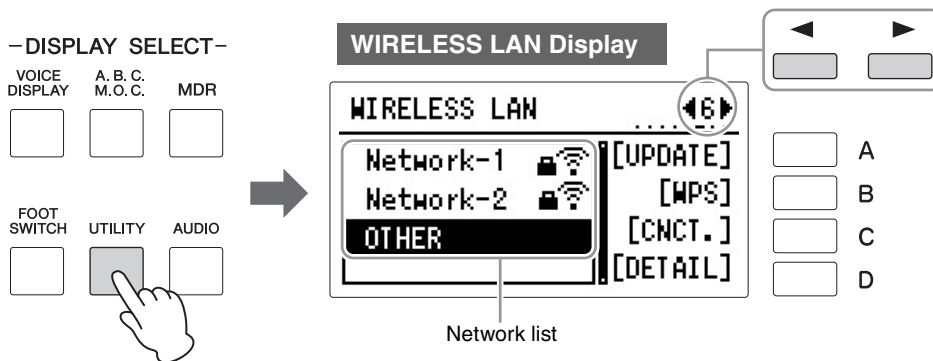 -DISPLAY SELECT-
VOICE DISPLAY
A. B. C. M. O. C.
MDR
FOOT SWITCH
UTILITY
AUDIO
WIRELESS LAN Display
WIRELESS LAN
6
Network-1
[UPDATE]
Network-2
[WPS]
OTHER
[CNCT.]
[DETAIL]
A
B
C
D
Network list